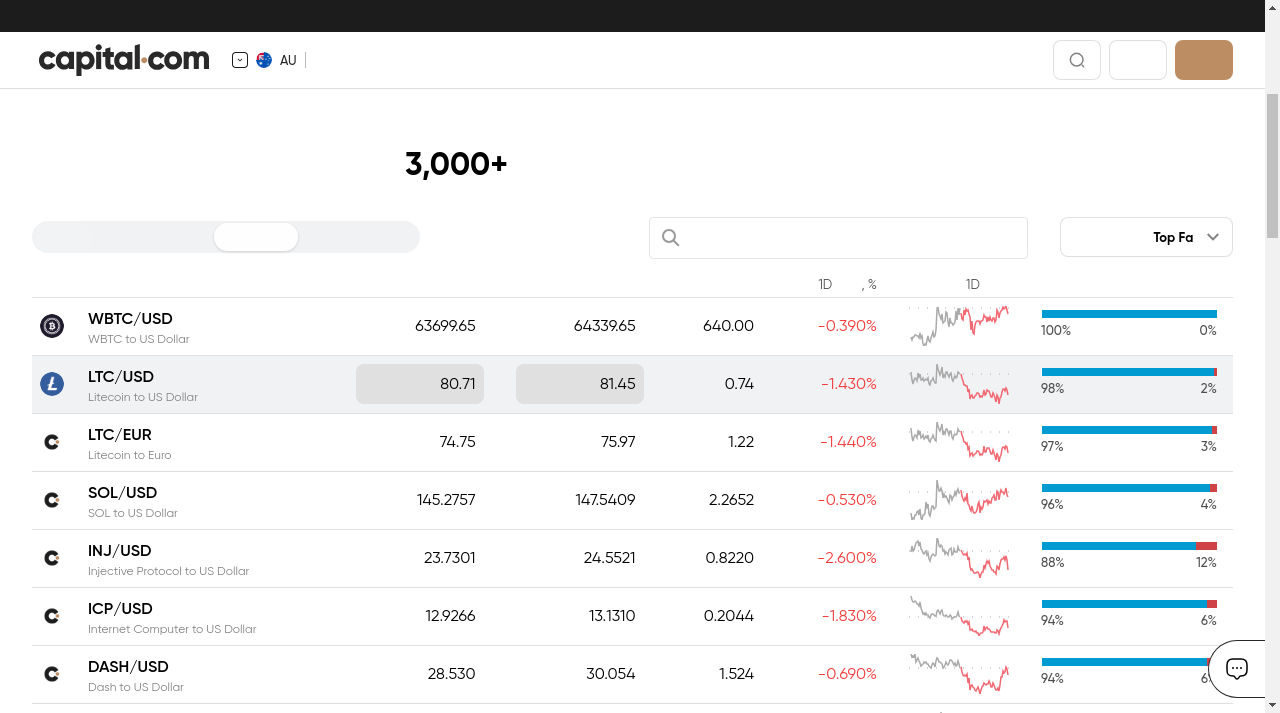 capital.com
AU
3,000+
Top Fa
1D , % 1D
WBTC/USD 63699.65 64339.65 640.00 -0.390%
WBTC to US Dollar 100% 0%
LTC/USD 80.71 81.45 0.74 -1.430%
Litecoin to US Dollar 98% 2%
LTC/EUR 74.75 75.97 1.22 -1.440%
Litecoin to Euro 97% 3%
SOL/USD 145.2757 147.5409 2.2652 -0.530%
SOL to US Dollar 96% 4%
INJ/USD 23.7301 24.5521 0.8220 -2.600%
Injective Protocol to US Dollar 88% 12%
ICP/USD 12.9266 13.1310 0.2044 -1.830%
Internet Computer to US Dollar 94% 6%
DASH/USD 28.530 30.054 1.524 -0.690%
Dash to US Dollar 94%